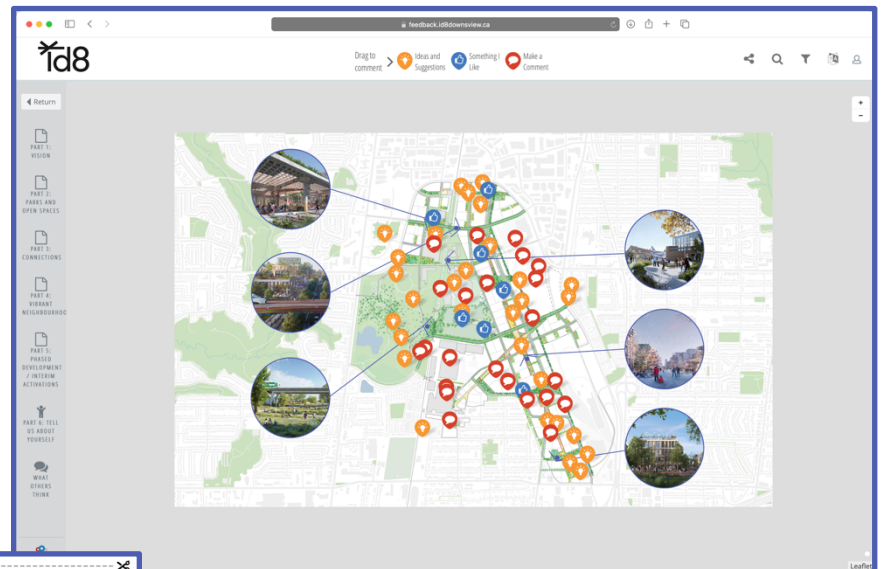 feedback.id8downsview.ca
id8
Drag to
comment
Ideas and
Suggestions
Something I
Like
Make a
Comment
Return
+
-
PART 1:
VISION
PART 2:
PARKS AND
OPEN SPACES
PART 3:
CONNECTIONS
PART 4:
VIBRANT
NEIGHBOURHOO
PART 5:
PHASED
DEVELOPMENT
/ INTERIM
ACTIVATIONS
PART 6: TELL
US ABOUT
YOURSELF
WHAT
OTHERS
THINK
Leaflet